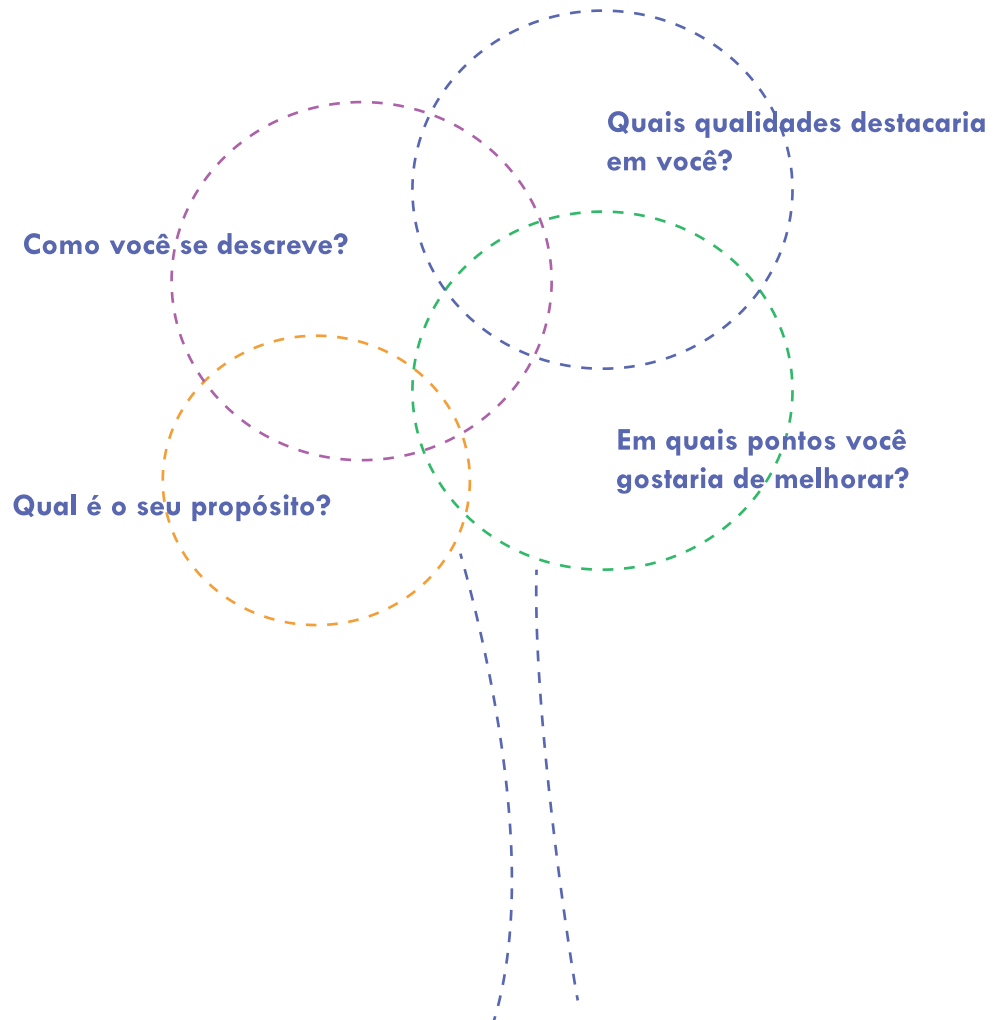 Quais qualidades destacaria
em você?
Como você se descreve?
Em quais pontos você
gostaria de melhorar?
Qual é o seu propósito?